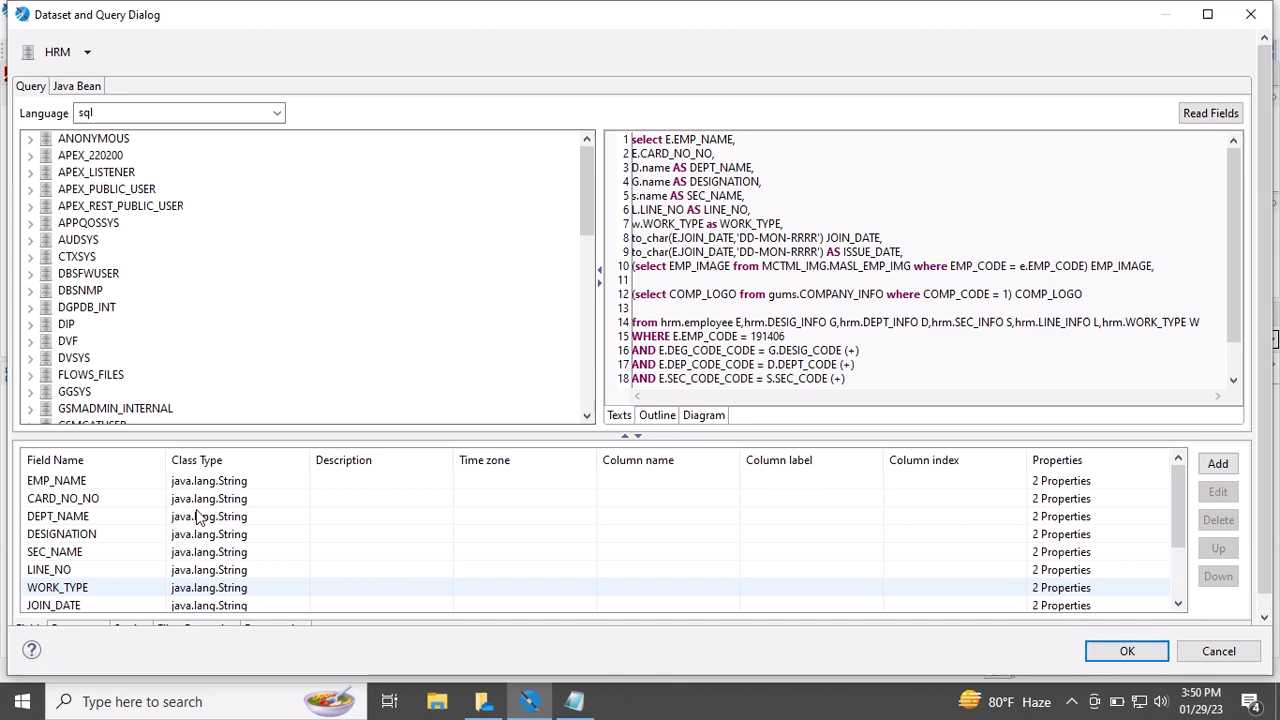 Dataset and Query Dialog
HRM
Query
Java Bean
Language
sql
Read Fields
ANONYMOUS
APEX_220200
APEX_LISTENER
APEX_PUBLIC_USER
APEX_REST_PUBLIC_USER
APPQOSSYS
AUDSYS
CTXSYS
DBSFWUSER
DBSNMP
DGPDB_INT
DIP
DVF
DVSYS
FLOWS_FILES
GGSYS
GSMADMIN_INTERNAL
GSMCATUSER
1 select E.EMP_NAME,
2 E.CARD_NO_NO,
3 D.name AS DEPT_NAME,
4 G.name AS DESIGNATION,
5 s.name AS SEC_NAME,
6 L.LINE_NO AS LINE_NO,
7 w.WORK_TYPE as WORK_TYPE,
8 to_char(E.JOIN_DATE,'DD-MON-RRRR') JOIN_DATE,
9 to_char(E.JOIN_DATE,'DD-MON-RRRR') AS ISSUE_DATE,
10 (select EMP_IMAGE from MCTML_IMG.MASL_EMP_IMG where EMP_CODE = e.EMP_CODE) EMP_IMAGE,
11
12 (select COMP_LOGO from gums.COMPANY_INFO where COMP_CODE = 1) COMP_LOGO
13
14 from hrm.employee E,hrm.DESIG_INFO G,hrm.DEPT_INFO D,hrm.SEC_INFO S,hrm.LINE_INFO L,hrm.WORK_TYPE W
15 WHERE E.EMP_CODE = 191406
16 AND E.DEG_CODE_CODE = G.DESIG_CODE (+)
17 AND E.DEP_CODE_CODE = D.DEPT_CODE (+)
18 AND E.SEC_CODE_CODE = S.SEC_CODE (+)
Texts Outline Diagram
Field Name Class Type Description Time zone Column name Column label Column index Properties
EMP_NAME java.lang.String 2 Properties
CARD_NO_NO java.lang.String 2 Properties
DEPT_NAME java.lang.String 2 Properties
DESIGNATION java.lang.String 2 Properties
SEC_NAME java.lang.String 2 Properties
LINE_NO java.lang.String 2 Properties
WORK_TYPE java.lang.String 2 Properties
JOIN_DATE java.lang.String 2 Properties
Add
Edit
Delete
Up
Down
OK
Cancel
Type here to search
80°F Haze
3:50 PM
01/29/23
4